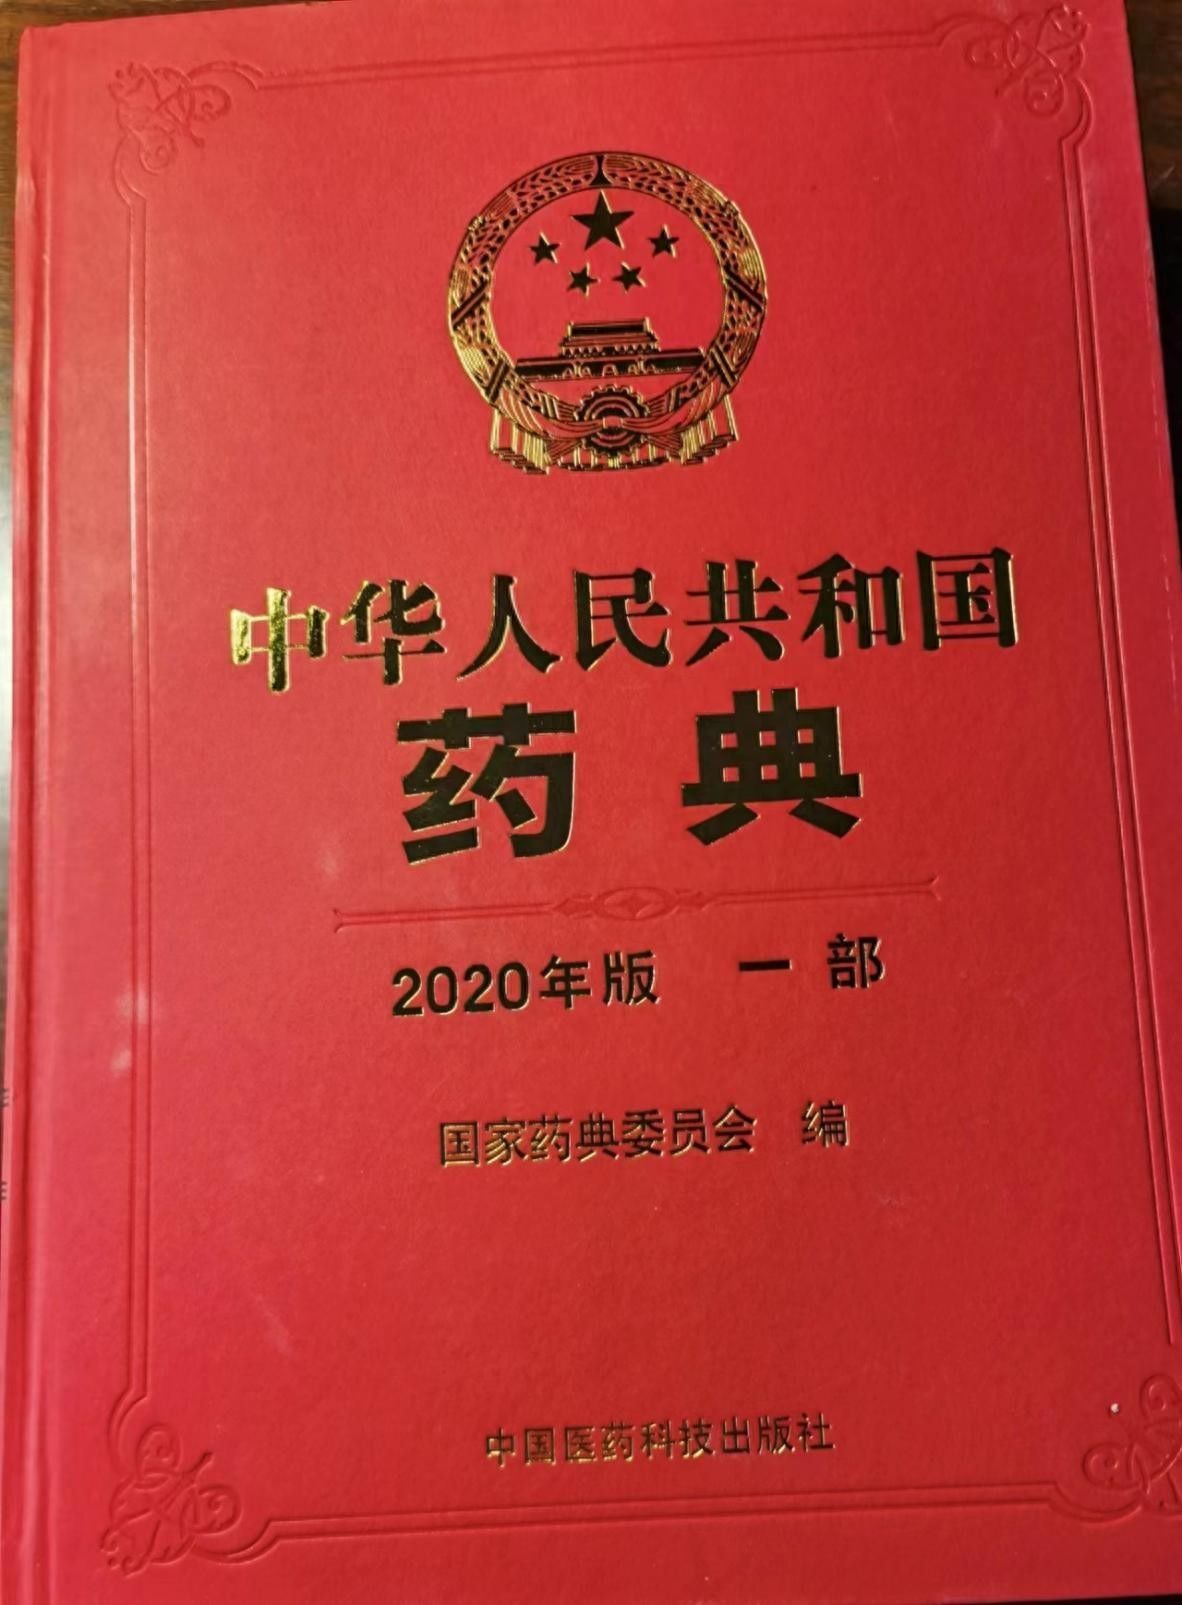 中华人民共和国
药典
2020年版 一部
国家药典委员会 编
中国医药科技出版社